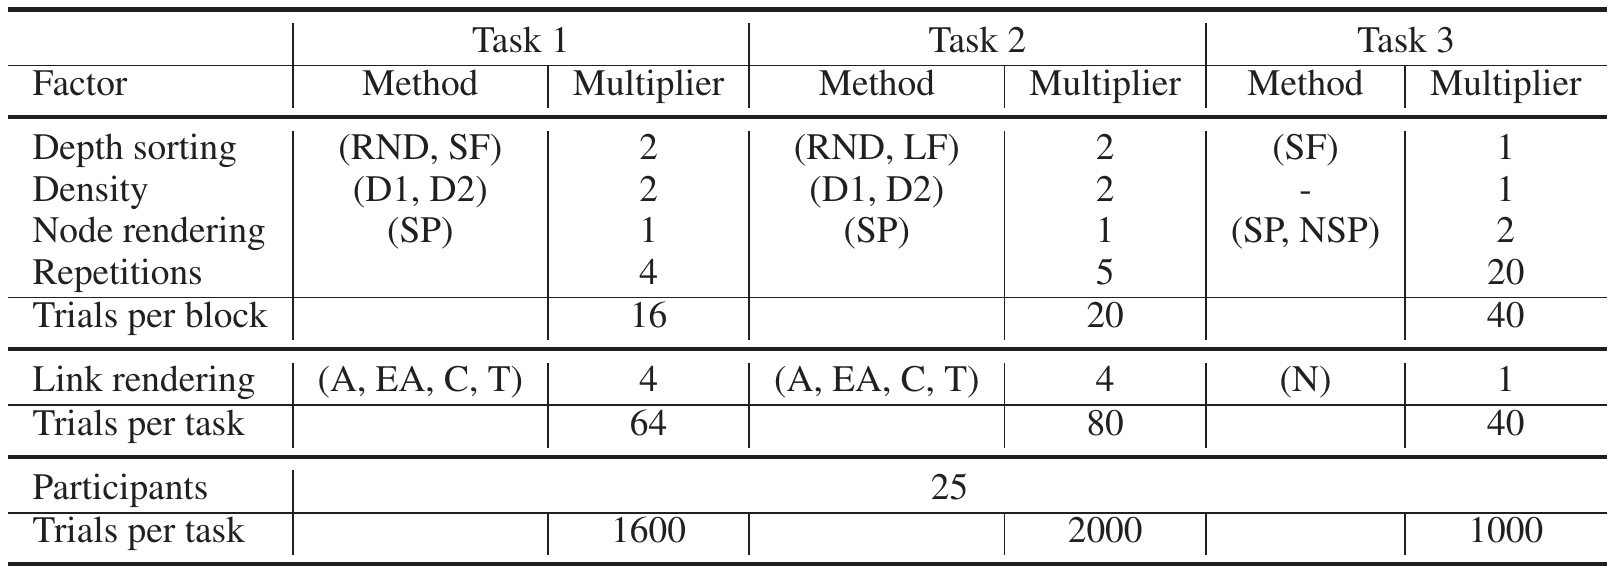 Task 1 Task 2 Task 3
Factor Method Multiplier Method Multiplier Method Multiplier
Depth sorting (RND, SF) 2 (RND, LF) 2 (SF) 1
Density (D1, D2) 2 (D1, D2) 2 - 1
Node rendering (SP) 1 (SP) 1 (SP, NSP) 2
Repetitions 4 5 20
Trials per block 16 20 40
Link rendering (A, EA, C, T) 4 (A, EA, C, T) 4 (N) 1
Trials per task 64 80 40
Participants 25
Trials per task 1600 2000 1000